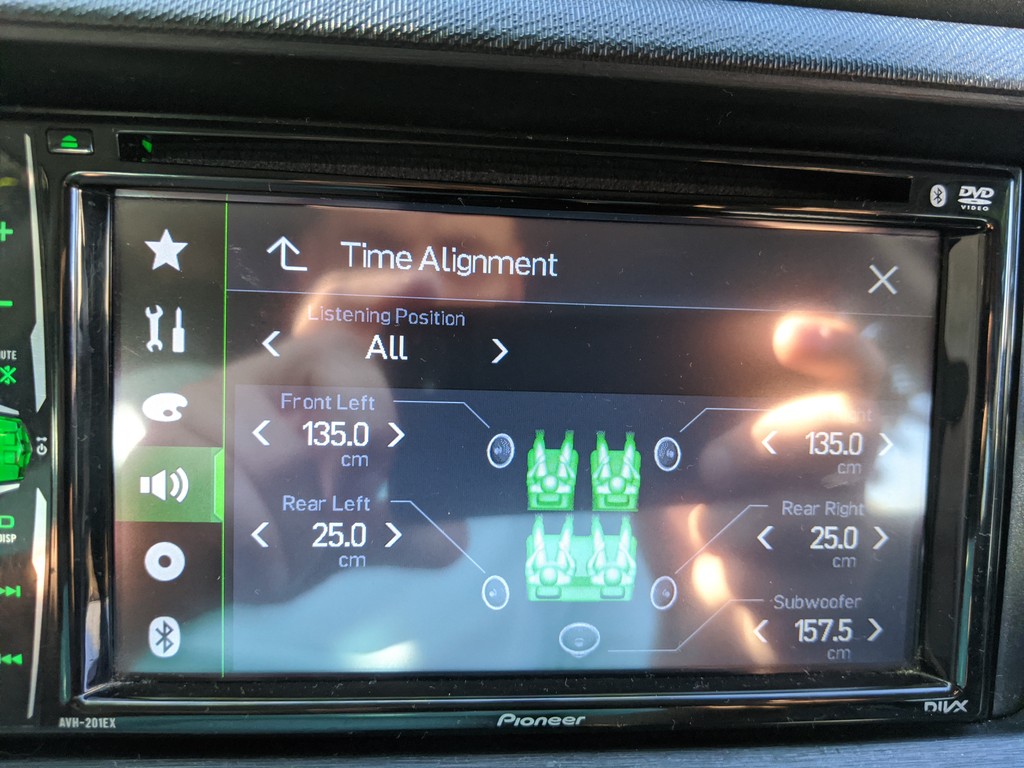 DVD
VIDEO
Time Alignment
Listening Position
All
Front Left
135.0
cm
135.0
cm
Rear Left
25.0
cm
Rear Right
25.0
cm
Subwoofer
157.5
cm
AVH-201EX
Pioneer
DIVX